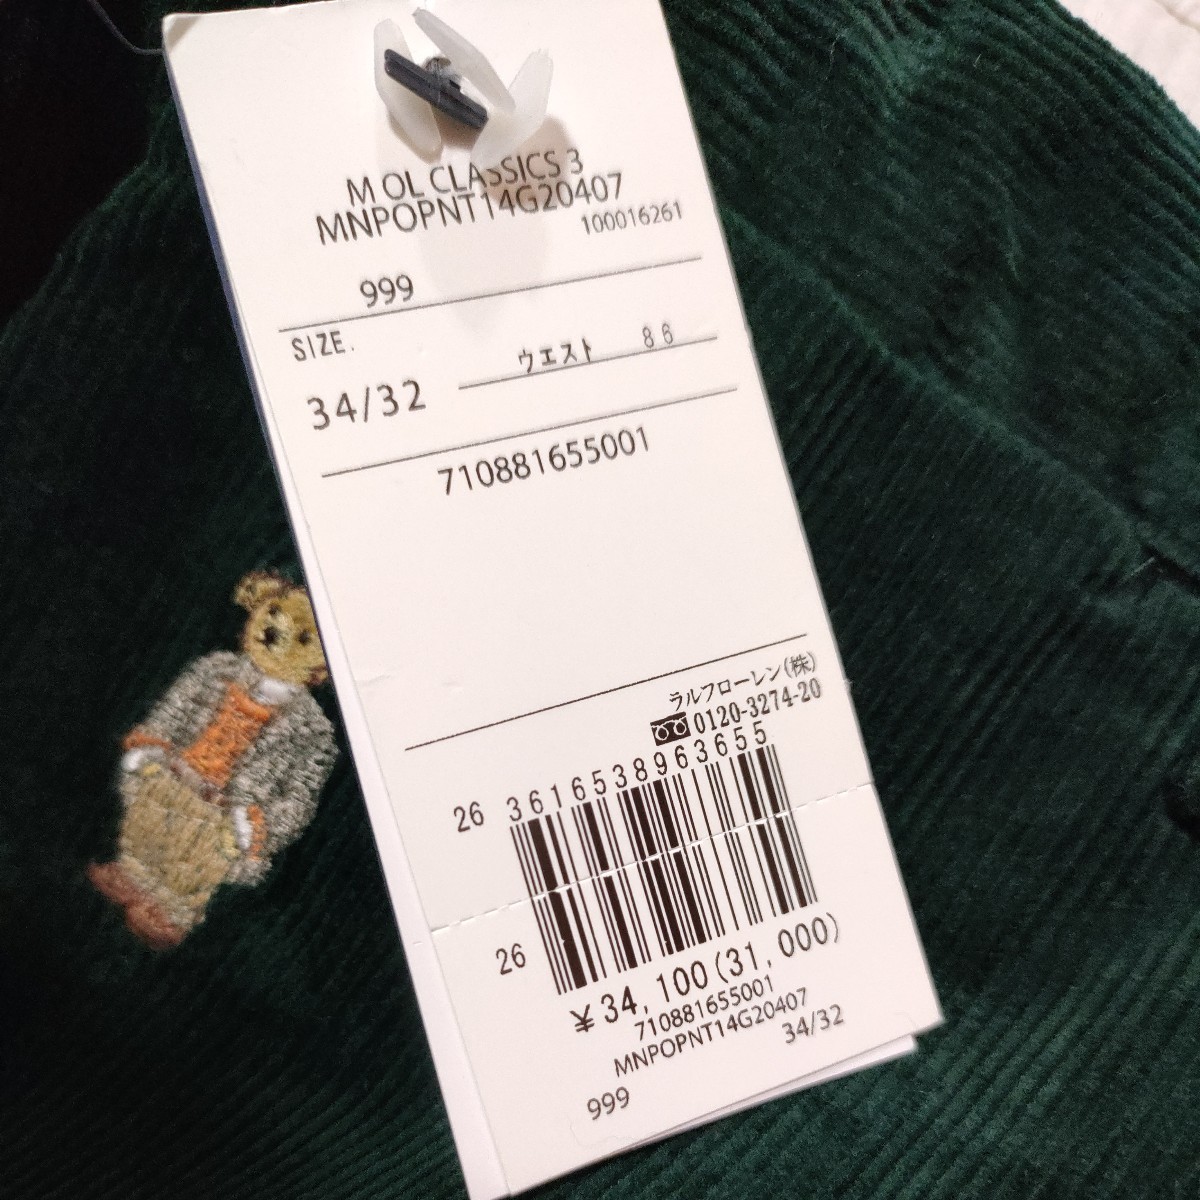 M OL CLASSICS 3
MNPOPNT14G20407
100016261
999
SIZE.
ウエスト 86
34/32
710881655001
ラルフローレン(株)
0120-3274-20
26 3616538963655
26
¥34,100(31,000)
710881655001
MNPOPNT14G20407
34/32
999